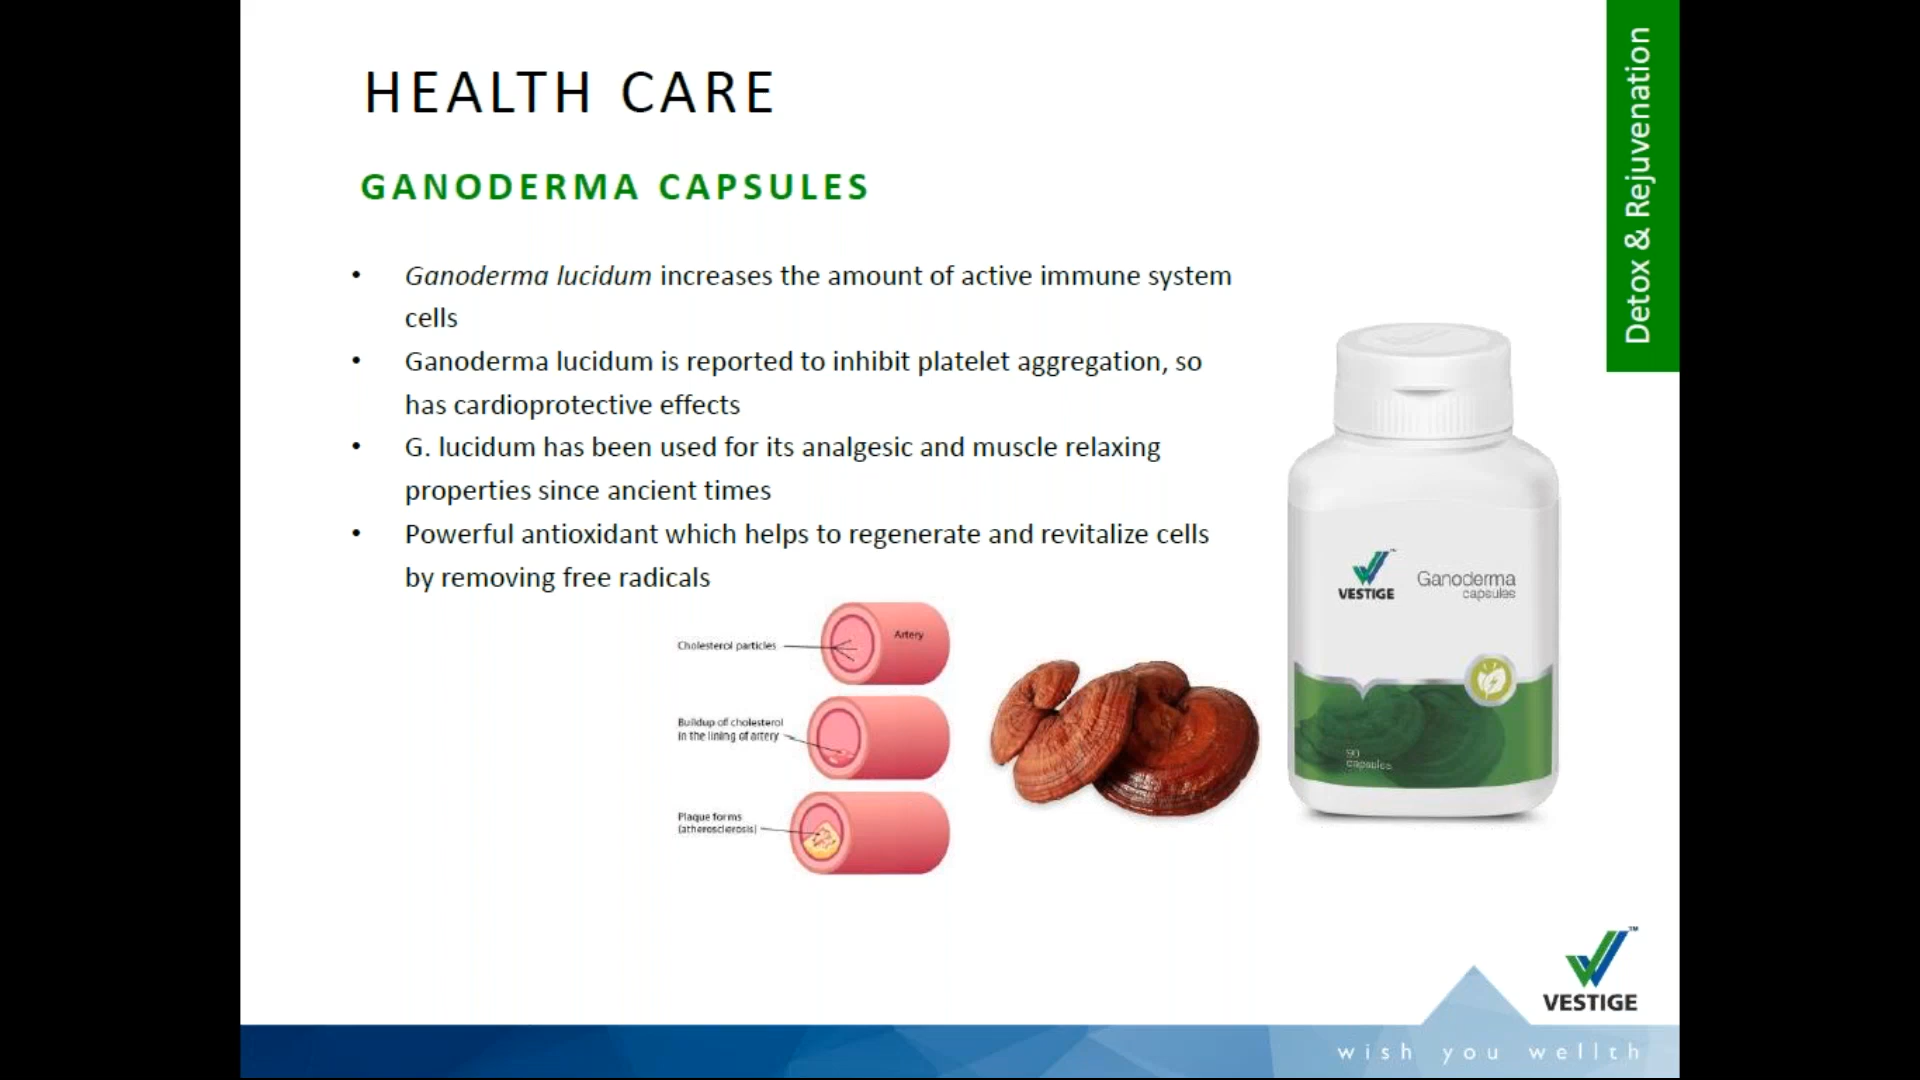 HEALTH CARE
GANODERMA CAPSULES
• Ganoderma lucidum increases the amount of active immune system
cells
• Ganoderma lucidum is reported to inhibit platelet aggregation, so
has cardioprotective effects
• G. lucidum has been used for its analgesic and muscle relaxing
properties since ancient times
• Powerful antioxidant which helps to regenerate and revitalize cells
by removing free radicals
Cholesterol particles
Artery
Buildup of cholesterol
in the lining of artery
Plaque forms
(atherosclerosis)
VESTIGE
Ganoderma
capsules
90
capsules
Detox & Rejuvenation
VESTIGE
TM
wish you wellth